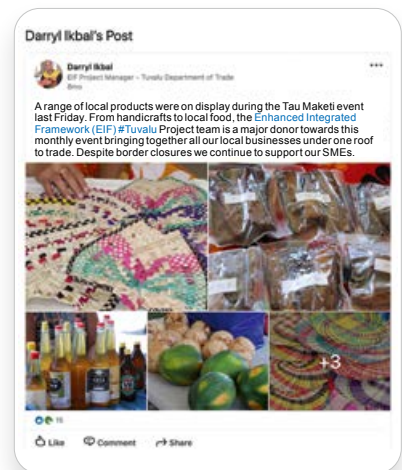 Darryl Ikbal's Post
Darryl Ikbal
EIF Project Manager - Tuvalu Department of Trade
8mo
A range of local products were on display during the Tau Maketi event
last Friday. From handicrafts to local food, the Enhanced Integrated
Framework (EIF) #Tuvalu Project team is a major donor towards this
monthly event bringing together all our local businesses under one roof
to trade. Despite border closures we continue to support our SMEs.
+3
Like Comment Share